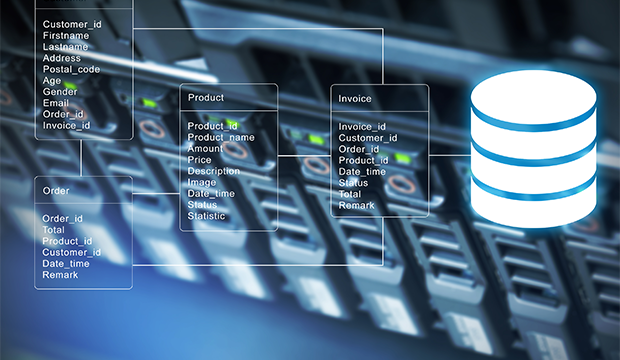 Customer_id
Firstname
Lastname
Address
Postal_code
Age
Gender
Email
Order_id
Invoice_id
Product
Product_id
Product_name
Amount
Price
Description
Image
Date_time
Status
Statistic
Invoice
Invoice_id
Customer_id
Order_id
Product_id
Date_time
Status
Total
Remark
Order
Order_id
Total
Product_id
Customer_id
Date_time
Remark